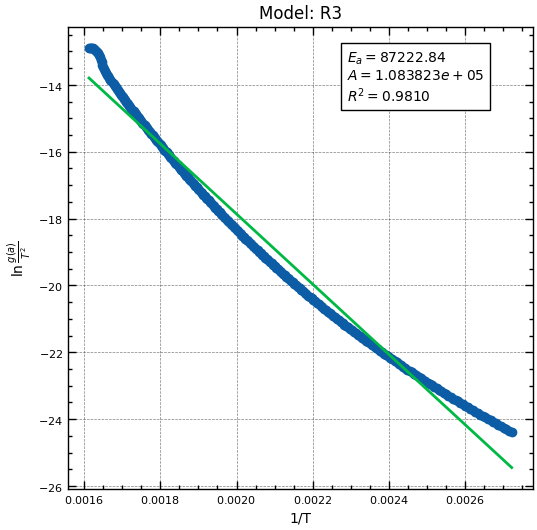 Model: R3
E_a = 87222.84
A = 1.083823e + 05
R^2 = 0.9810
−14
−16
−18
−20
−22
−24
−26
ln g(a)/T^2
0.0016 0.0018 0.0020 0.0022 0.0024 0.0026
1/T